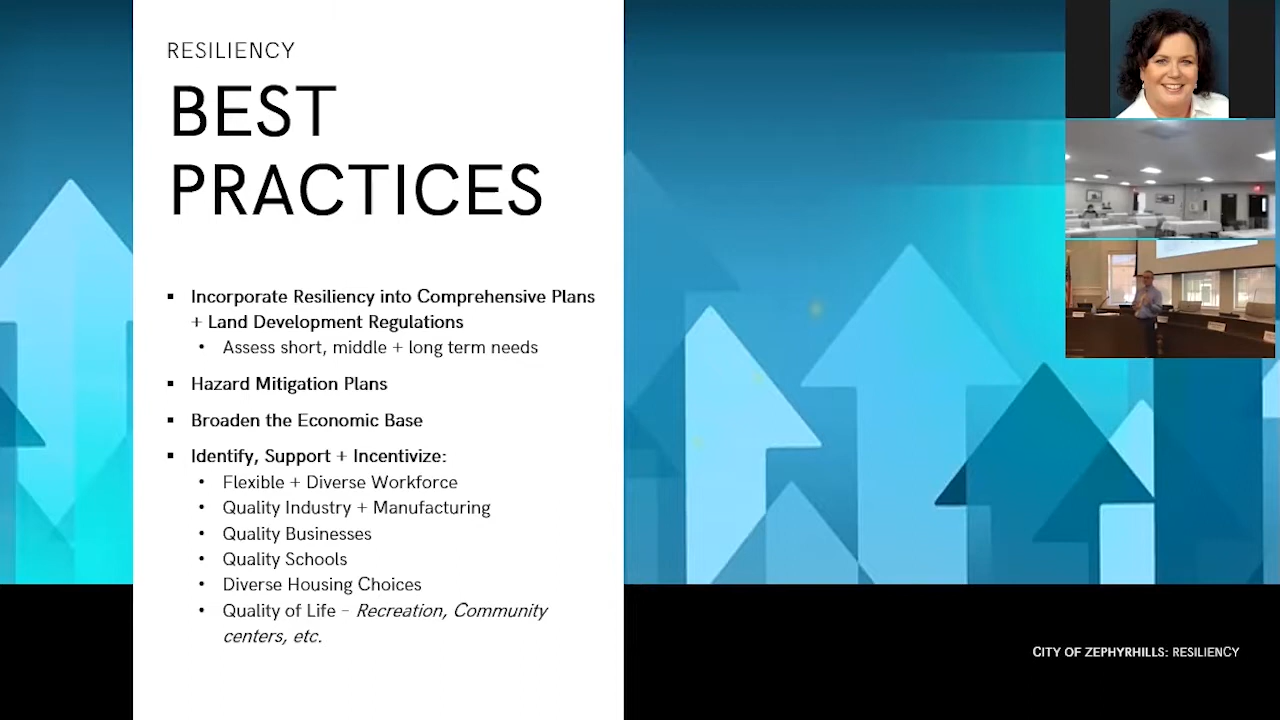 RESILIENCY
BEST
PRACTICES
▪ Incorporate Resiliency into Comprehensive Plans
+ Land Development Regulations
• Assess short, middle + long term needs
▪ Hazard Mitigation Plans
▪ Broaden the Economic Base
▪ Identify, Support + Incentivize:
• Flexible + Diverse Workforce
• Quality Industry + Manufacturing
• Quality Businesses
• Quality Schools
• Diverse Housing Choices
• Quality of Life – Recreation, Community
centers, etc.
CITY OF ZEPHYRHILLS: RESILIENCY